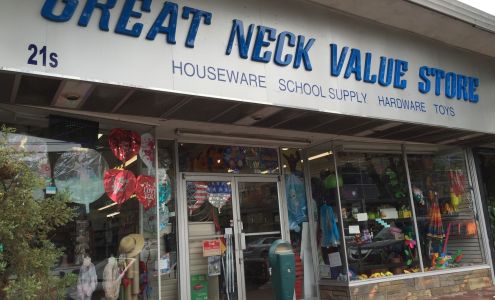 GREAT NECK VALUE STORE
21s
HOUSEWARE SCHOOL SUPPLY HARDWARE TOYS